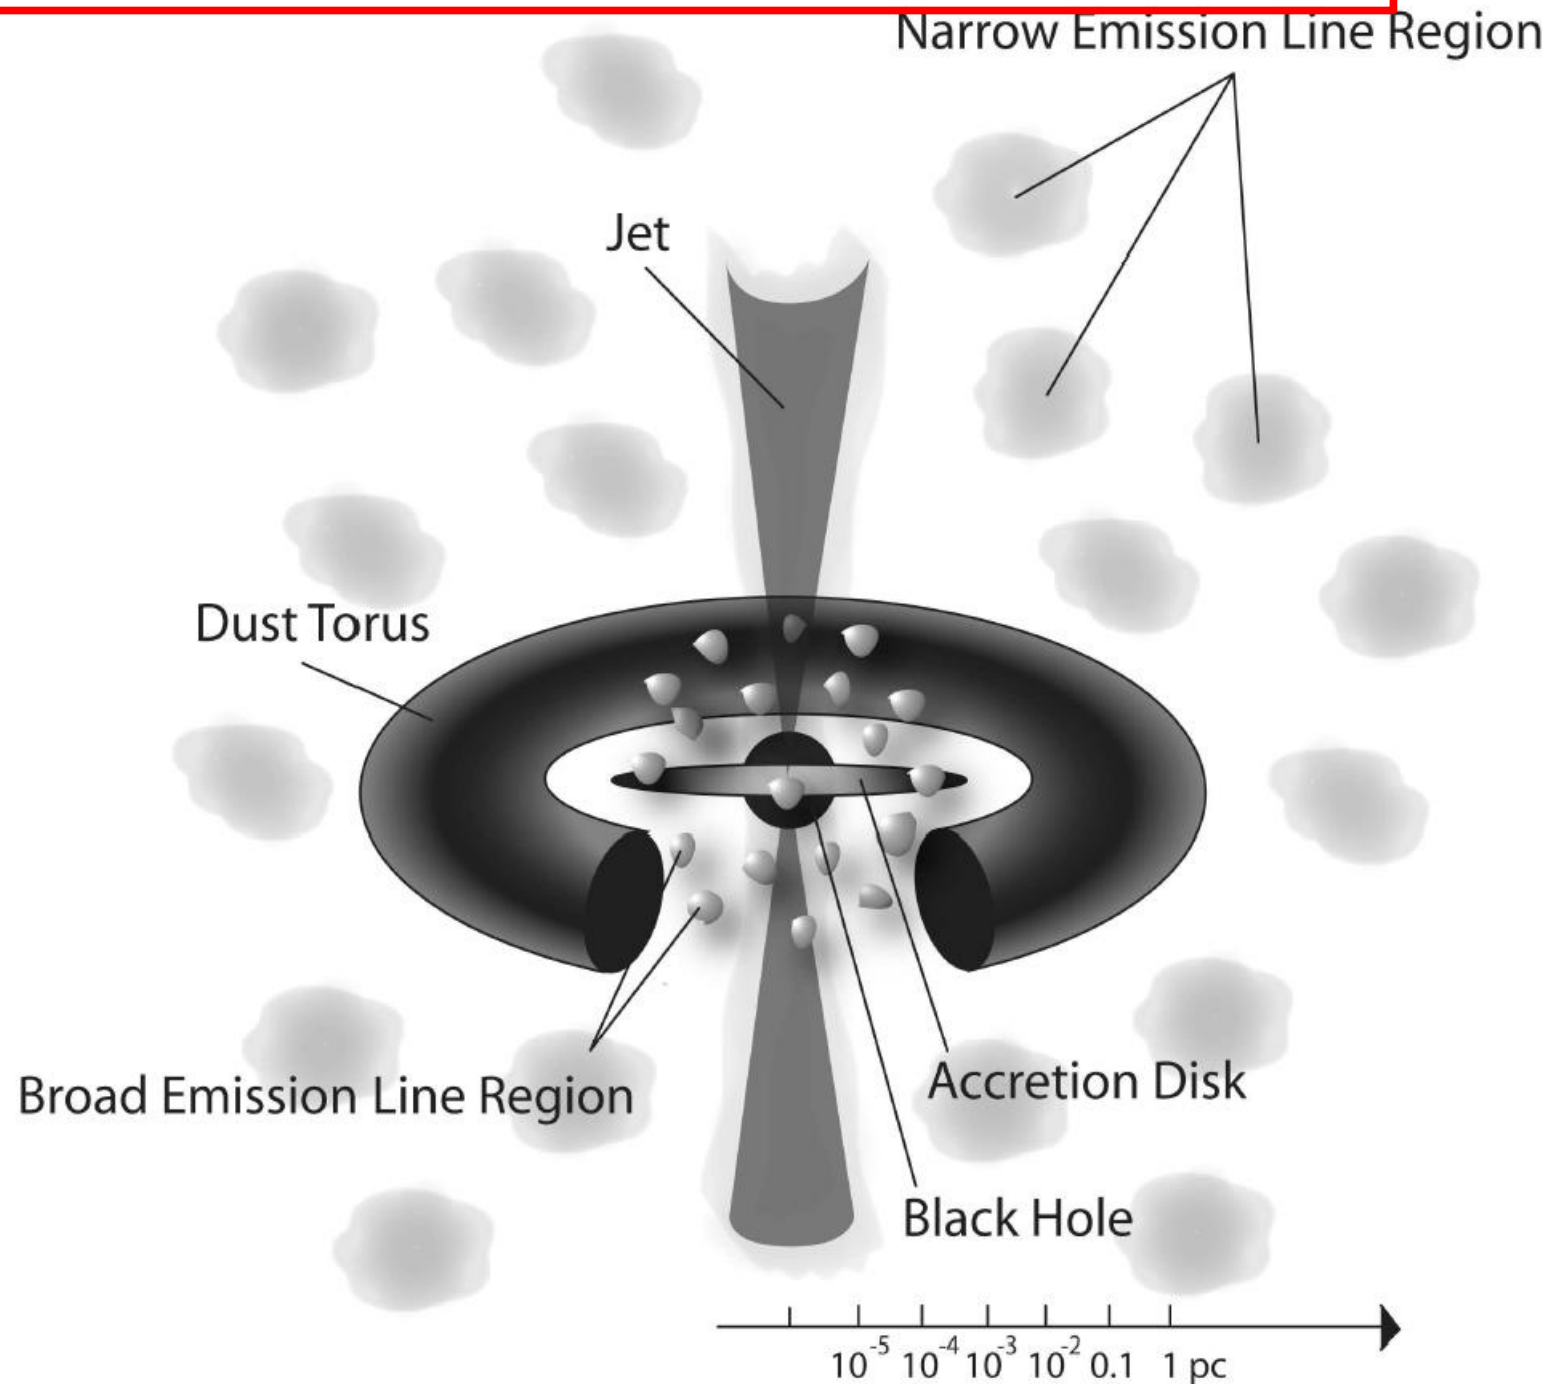 Narrow Emission Line Region
Jet
Dust Torus
Broad Emission Line Region
Accretion Disk
Black Hole
10⁻⁵ 10⁻⁴ 10⁻³ 10⁻² 0.1 1 pc